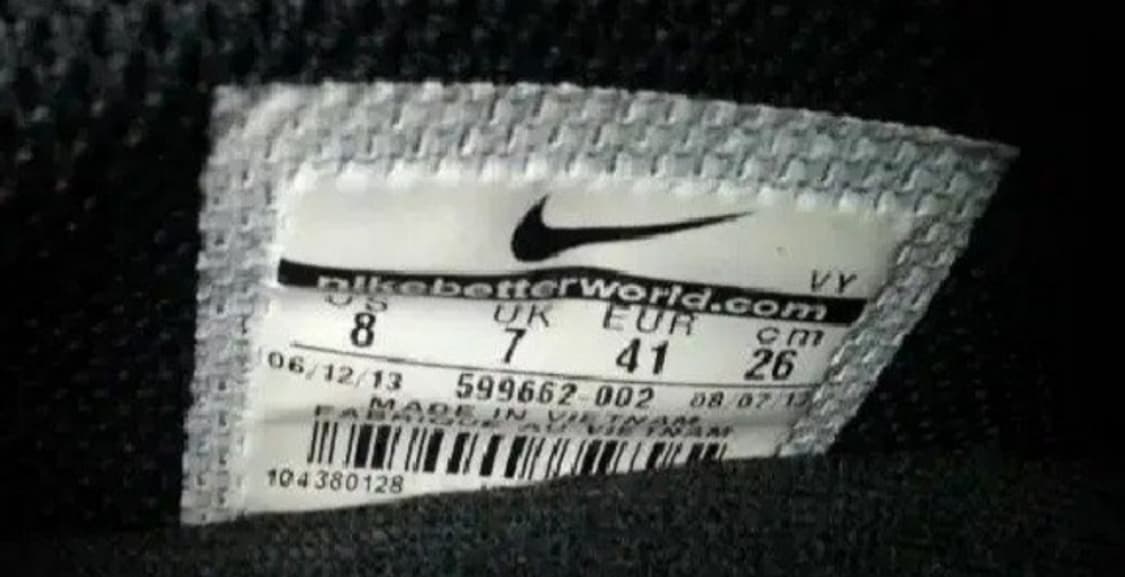 VY
nikebetterworld.com
US UK EUR cm
8 7 41 26
06/12/13 599662-002 08/07/13
MADE IN VIETNAM
FABRIQUE AU VIETNAM
104380128